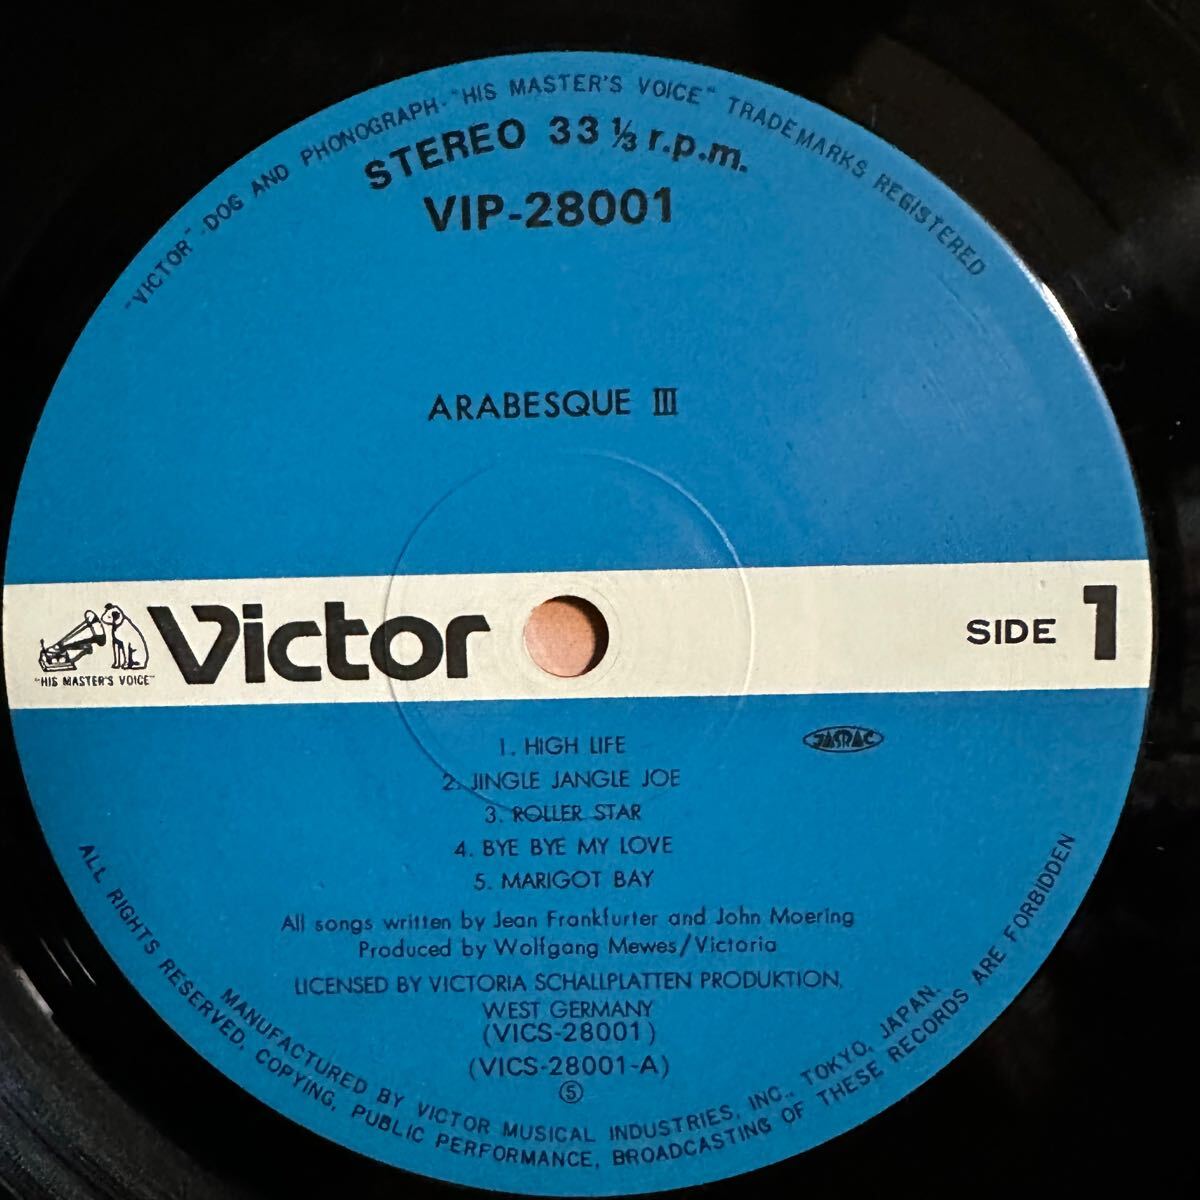 "VICTOR" DOG AND PHONOGRAPH-"HIS MASTER'S VOICE" TRADEMARKS REGISTERED
STEREO 33 1/3 r.p.m.
VIP-28001
ARABESQUE III
Victor
"HIS MASTER'S VOICE"
SIDE 1
JASRAC
1. HIGH LIFE
2. JINGLE JANGLE JOE
3. ROLLER STAR
4. BYE BYE MY LOVE
5. MARIGOT BAY
All songs written by Jean Frankfurter and John Moering
Produced by Wolfgang Mewes/Victoria
LICENSED BY VICTORIA SCHALLPLATTEN PRODUKTION,
WEST GERMANY
(VICS-28001)
(VICS-28001-A)
⑤
MANUFACTURED BY VICTOR MUSICAL INDUSTRIES, INC., TOKYO, JAPAN.
ALL RIGHTS RESERVED, COPYING, PUBLIC PERFORMANCE, BROADCASTING OF THESE RECORDS ARE FORBIDDEN